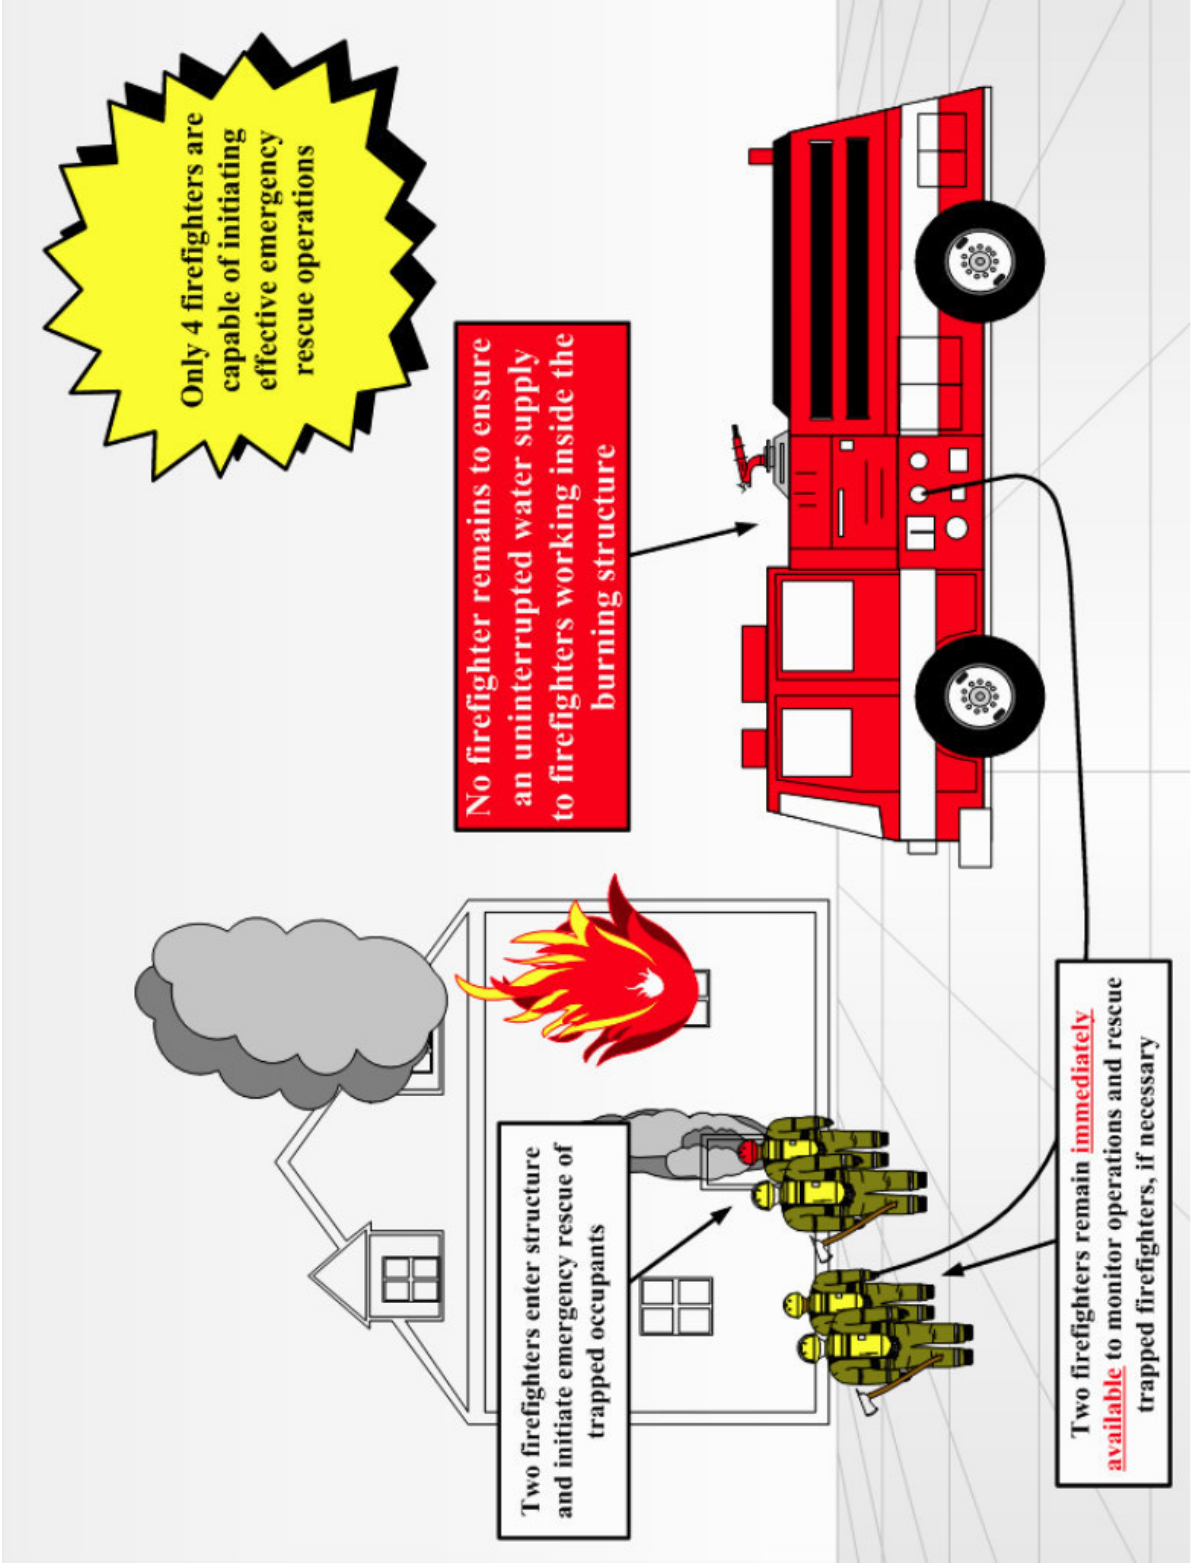 Only 4 firefighters are
capable of initiating
effective emergency
rescue operations
No firefighter remains to ensure
an uninterrupted water supply
to firefighters working inside the
burning structure
Two firefighters enter structure
and initiate emergency rescue of
trapped occupants
Two firefighters remain immediately
available to monitor operations and rescue
trapped firefighters, if necessary